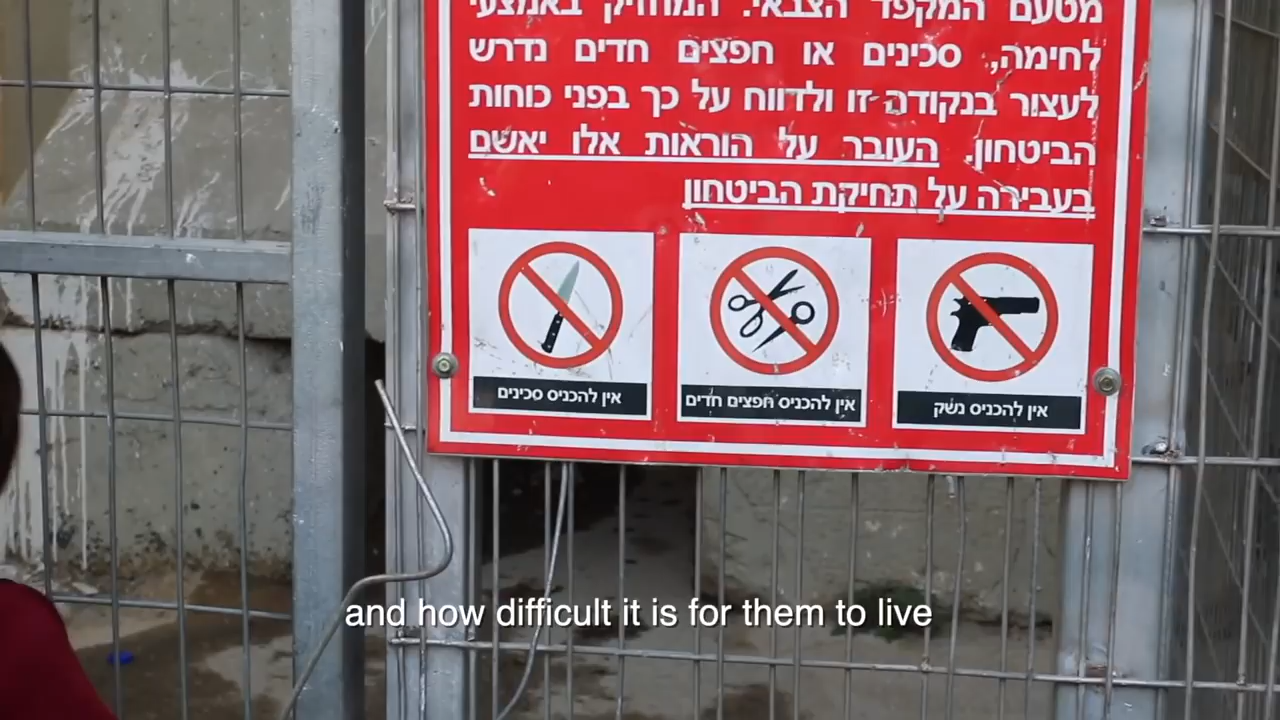 מטעם המקפד הצבאי. המחזיק באמצעי
לחימה, סכינים או חפצים חדים נדרש
לעצור בנקודה זו ולדווח על כך בפני כוחות
הביטחון. העובר על הוראות אלו יאשם
בעבירה על תחיקת הביטחון
אין להכניס סכינים
אין להכניס חפצים חדים
אין להכניס נשק
and how difficult it is for them to live